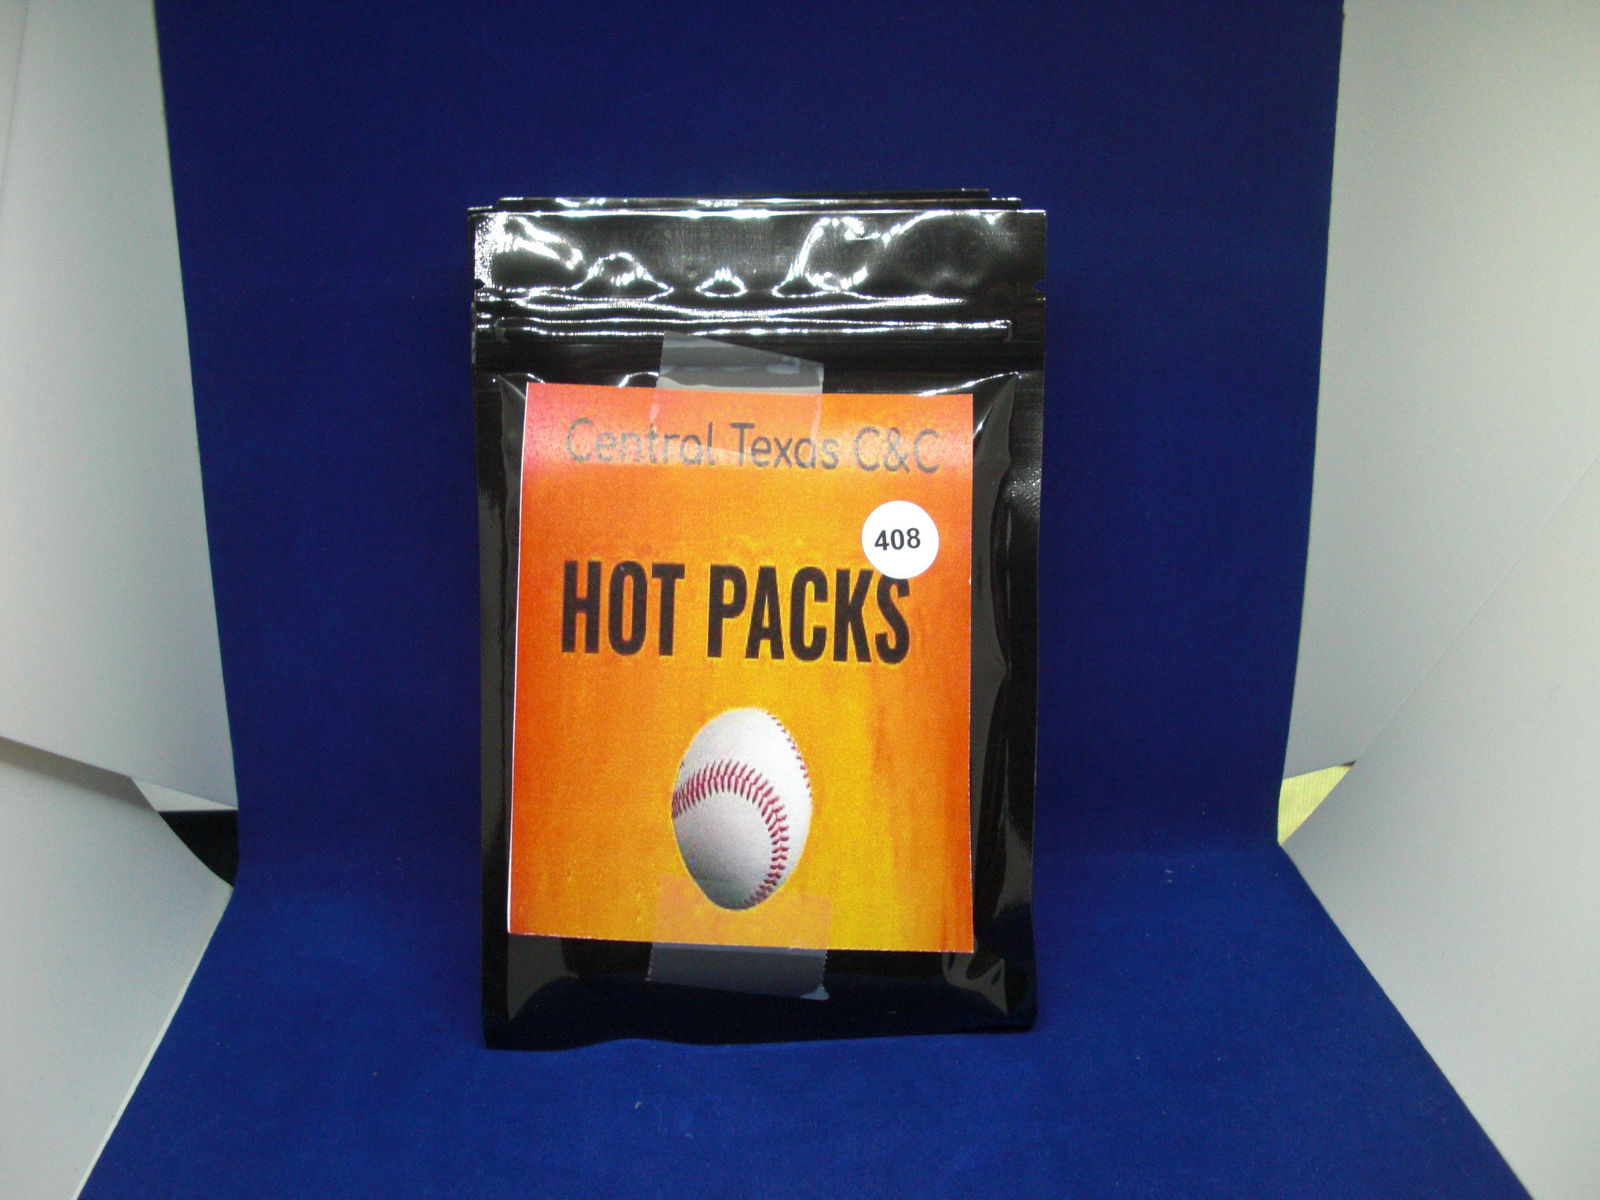 Central Texas C&C
408
HOT PACKS